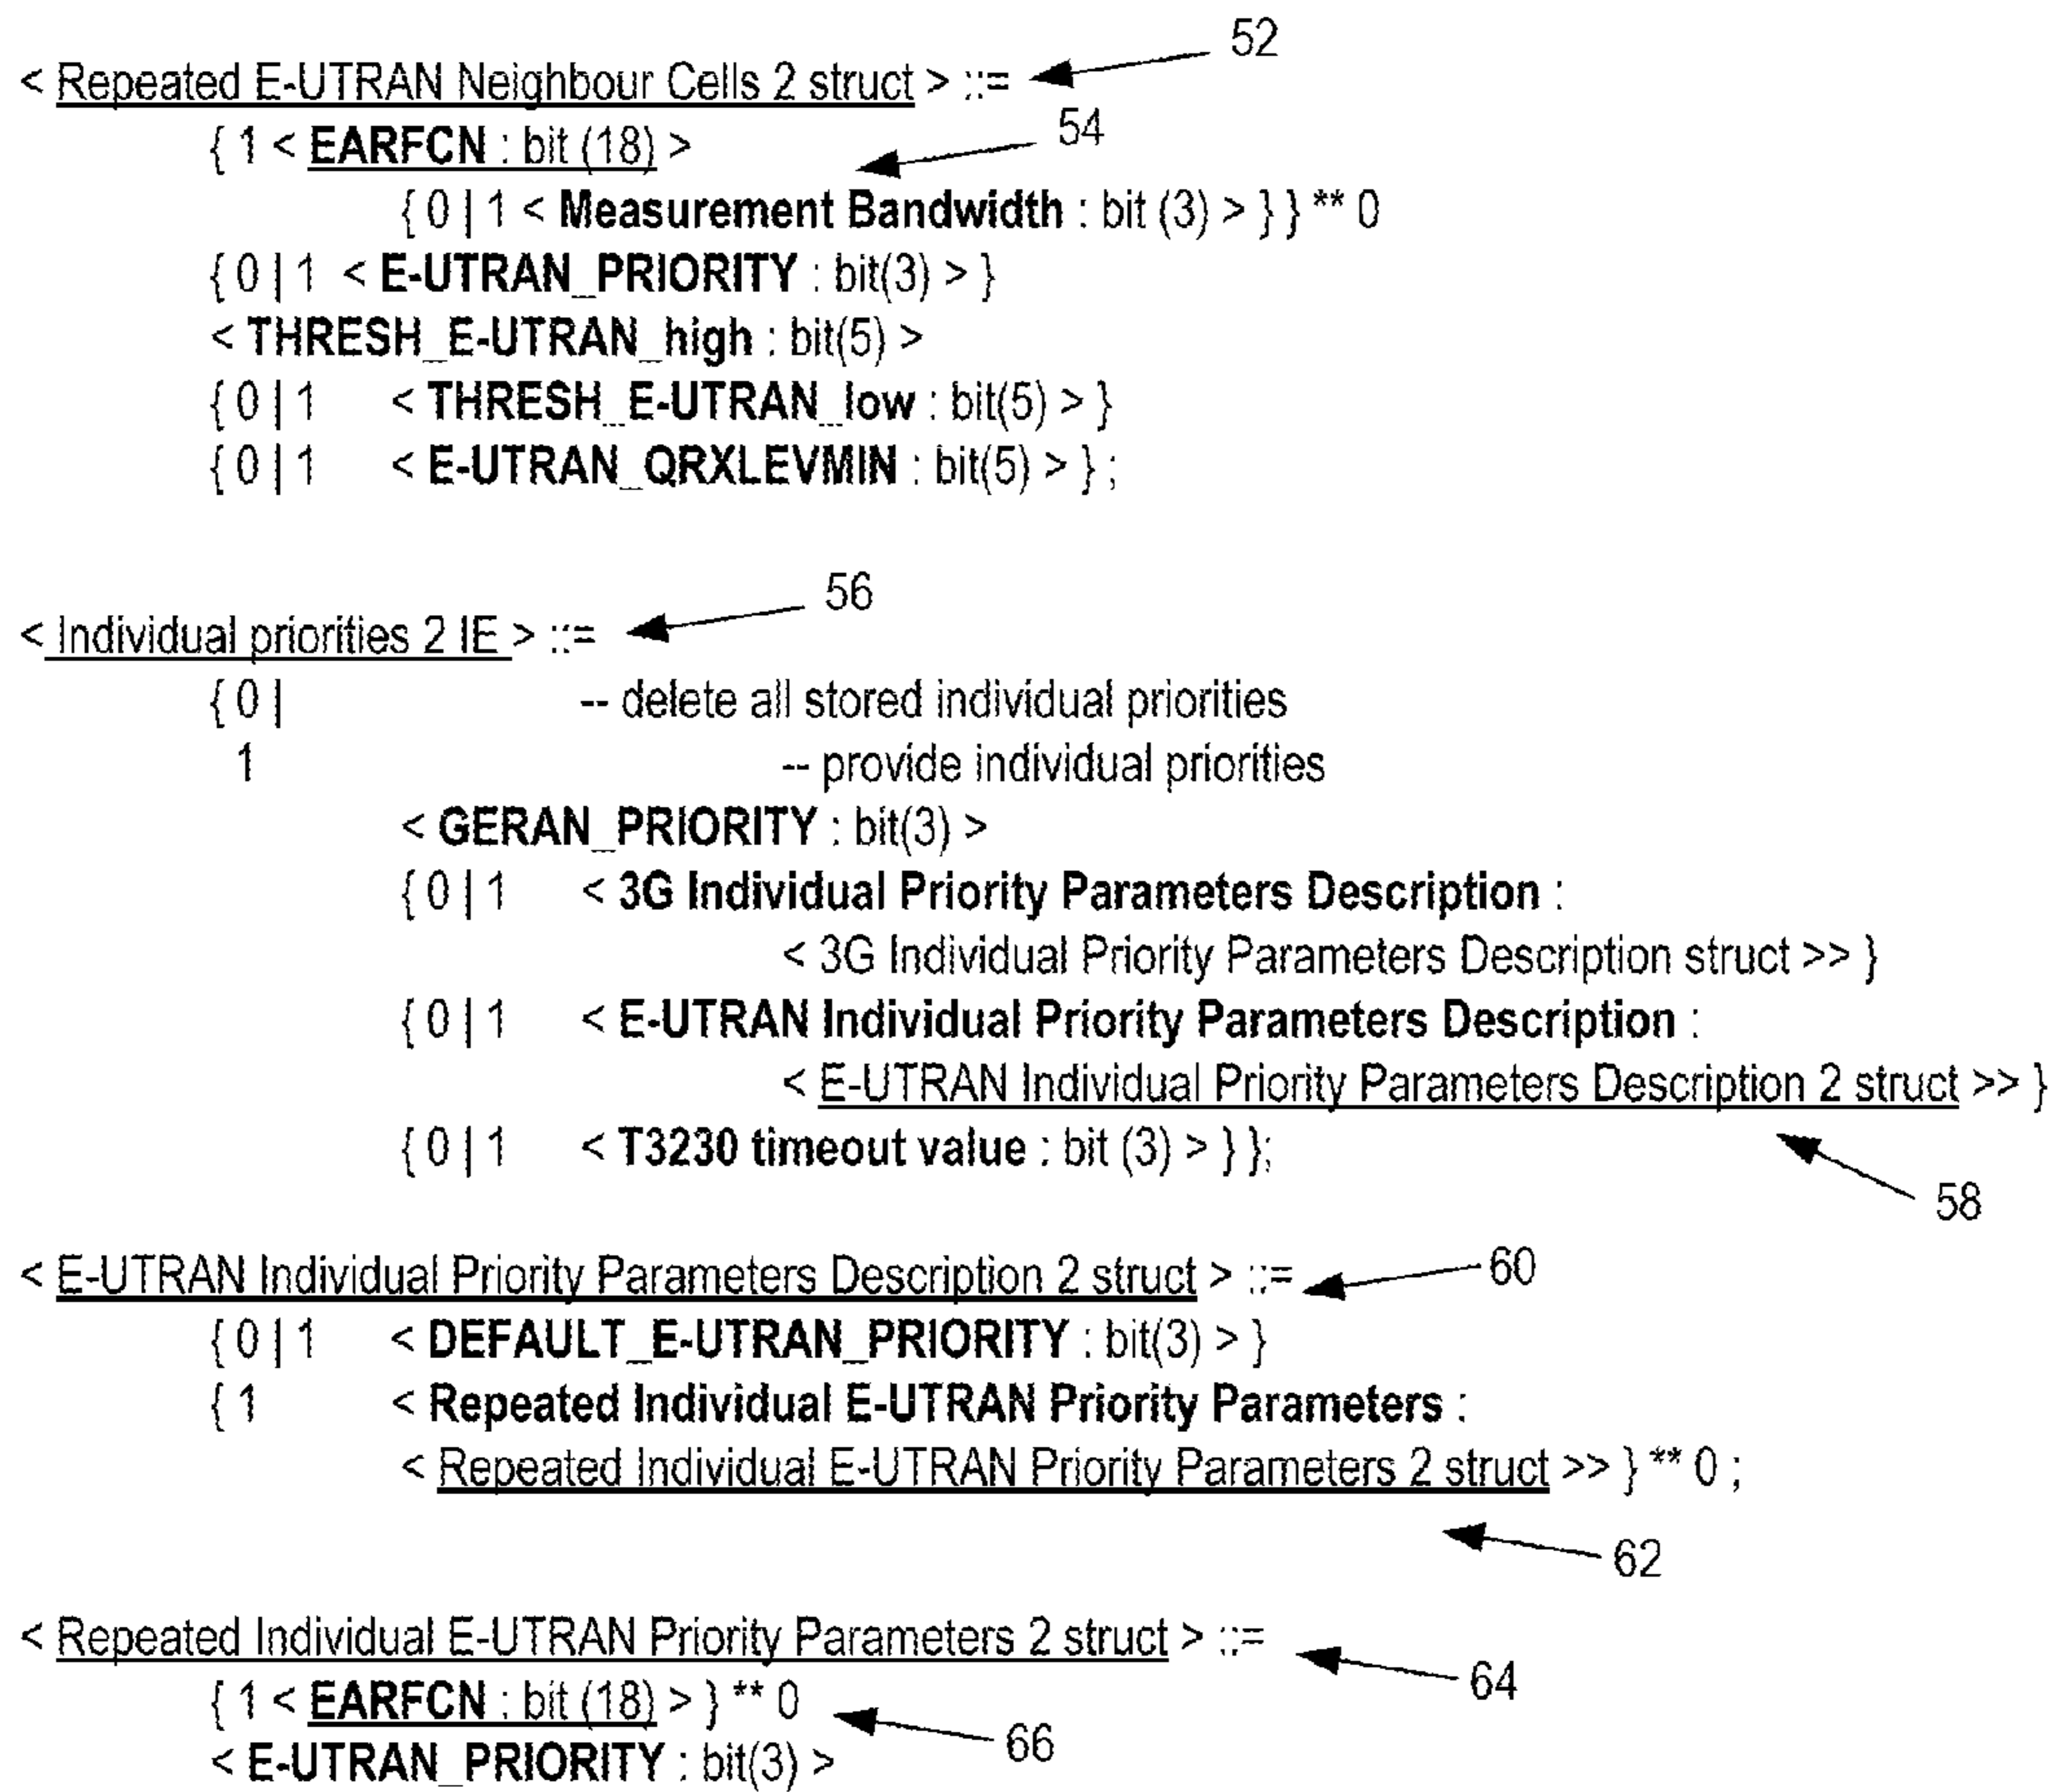 52
< Repeated E-UTRAN Neighbour Cells 2 struct > ::=
54
{ 1 < EARFCN : bit (18) >
{ 0 | 1 < Measurement Bandwidth : bit (3) > } } ** 0
{ 0 | 1 < E-UTRAN_PRIORITY : bit(3) > }
< THRESH_E-UTRAN_high : bit(5) >
{ 0 | 1 < THRESH_E-UTRAN_low : bit(5) > }
{ 0 | 1 < E-UTRAN_QRXLEVMIN : bit(5) > } ;
56
< Individual priorities 2 IE > ::=
{ 0 | -- delete all stored individual priorities
1 -- provide individual priorities
< GERAN_PRIORITY : bit(3) >
{ 0 | 1 < 3G Individual Priority Parameters Description :
< 3G Individual Priority Parameters Description struct >> }
{ 0 | 1 < E-UTRAN Individual Priority Parameters Description :
< E-UTRAN Individual Priority Parameters Description 2 struct >> }
{ 0 | 1 < T3230 timeout value : bit (3) > } };
58
< E-UTRAN Individual Priority Parameters Description 2 struct > ::= 60
{ 0 | 1 < DEFAULT_E-UTRAN_PRIORITY : bit(3) > }
{ 1 < Repeated Individual E-UTRAN Priority Parameters :
< Repeated Individual E-UTRAN Priority Parameters 2 struct >> } ** 0 ;
62
< Repeated Individual E-UTRAN Priority Parameters 2 struct > ::=
64
{ 1 < EARFCN : bit (18) > } ** 0
66
< E-UTRAN_PRIORITY : bit(3) >